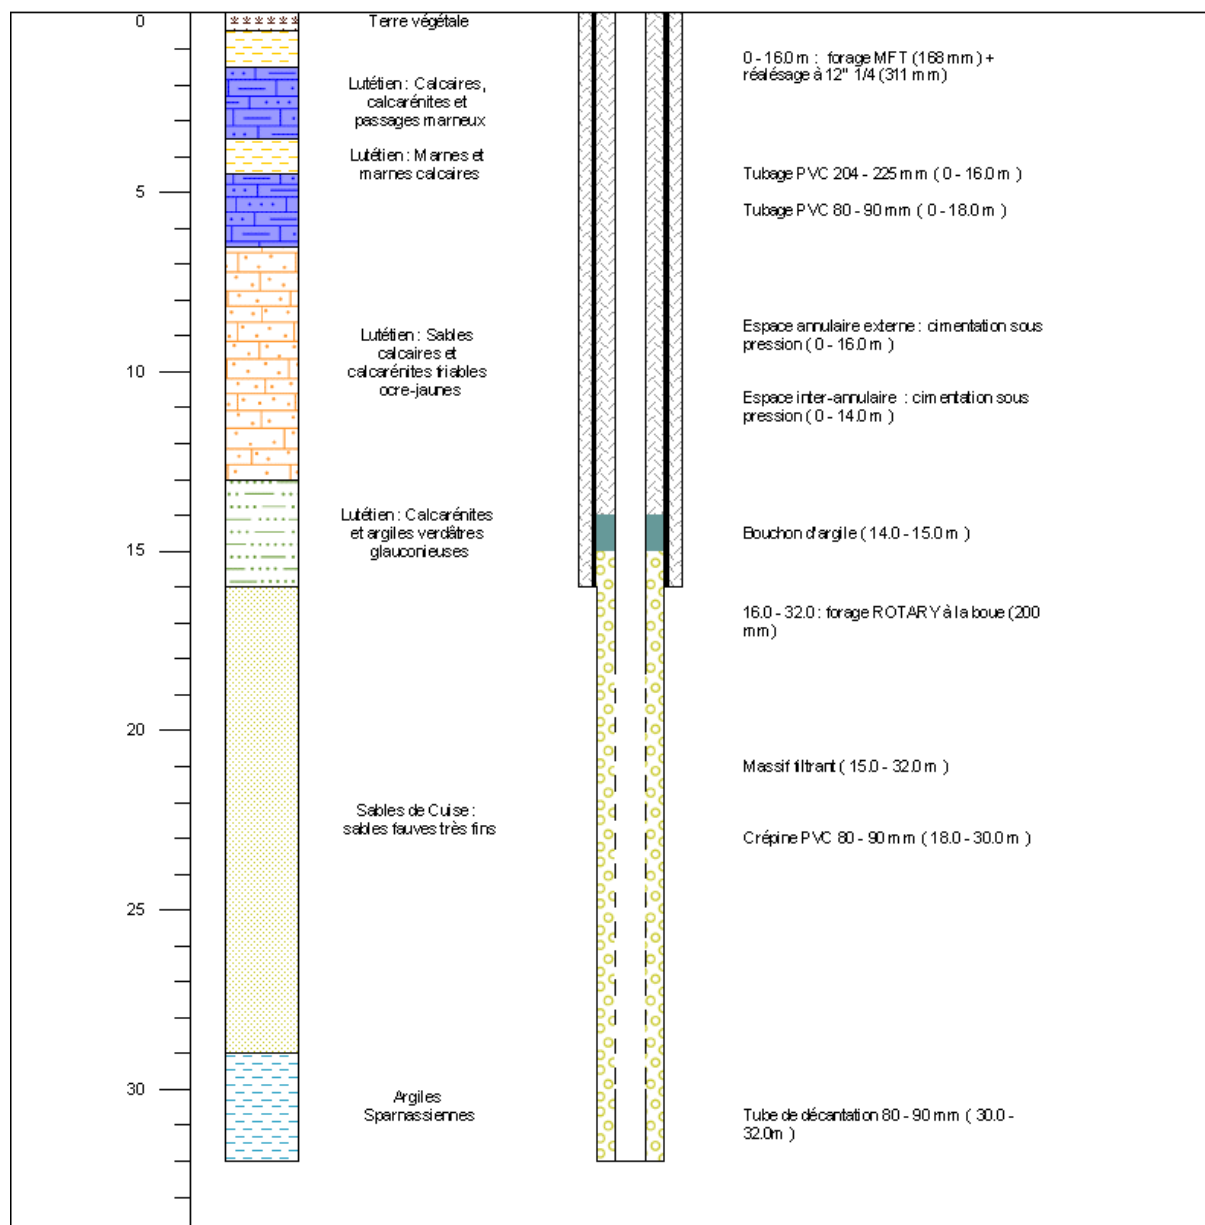 0
5
10
15
20
25
30
Terre végétale
Lutétien : Calcaires,
calcarénites et
passages marneux
Lutétien : Marnes et
marnes calcaires
Lutétien : Sables
calcaires et
calcarénites friables
ocre-jaunes
Lutétien : Calcarénites
et argiles verdâtres
glauconieuses
Sables de Cuise :
sables fauves très fins
Argiles
Sparnassiennes
0 - 16.0 m : forage MFT (168 mm) +
réalésage à 12" 1/4 (311 mm)
Tubage PVC 204 - 225 mm ( 0 - 16.0 m )
Tubage PVC 80 - 90 mm ( 0 - 18.0 m )
Espace annulaire externe : cimentation sous
pression ( 0 - 16.0 m )
Espace inter-annulaire : cimentation sous
pression ( 0 - 14.0 m )
Bouchon d'argile ( 14.0 - 15.0 m )
16.0 - 32.0 : forage ROTARY à la boue (200
mm)
Massif filtrant ( 15.0 - 32.0 m )
Crépine PVC 80 - 90 mm ( 18.0 - 30.0 m )
Tube de décantation 80 - 90 mm ( 30.0 -
32.0m )